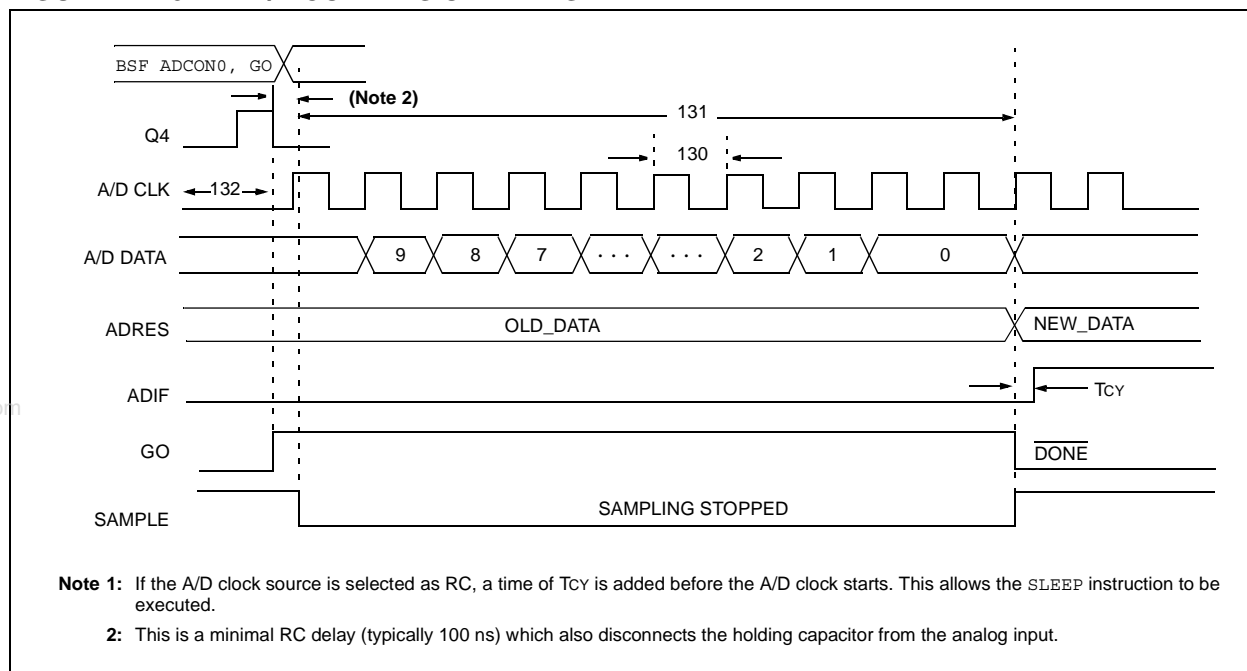 BSF ADCON0, GO
(Note 2)
131
Q4
130
A/D CLK
132
A/D DATA
9 8 7 · · · · · · 2 1 0
ADRES
OLD_DATA
NEW_DATA
ADIF
TCY
GO
DONE
SAMPLE
SAMPLING STOPPED
Note 1: If the A/D clock source is selected as RC, a time of TCY is added before the A/D clock starts. This allows the SLEEP instruction to be
executed.
2: This is a minimal RC delay (typically 100 ns) which also disconnects the holding capacitor from the analog input.